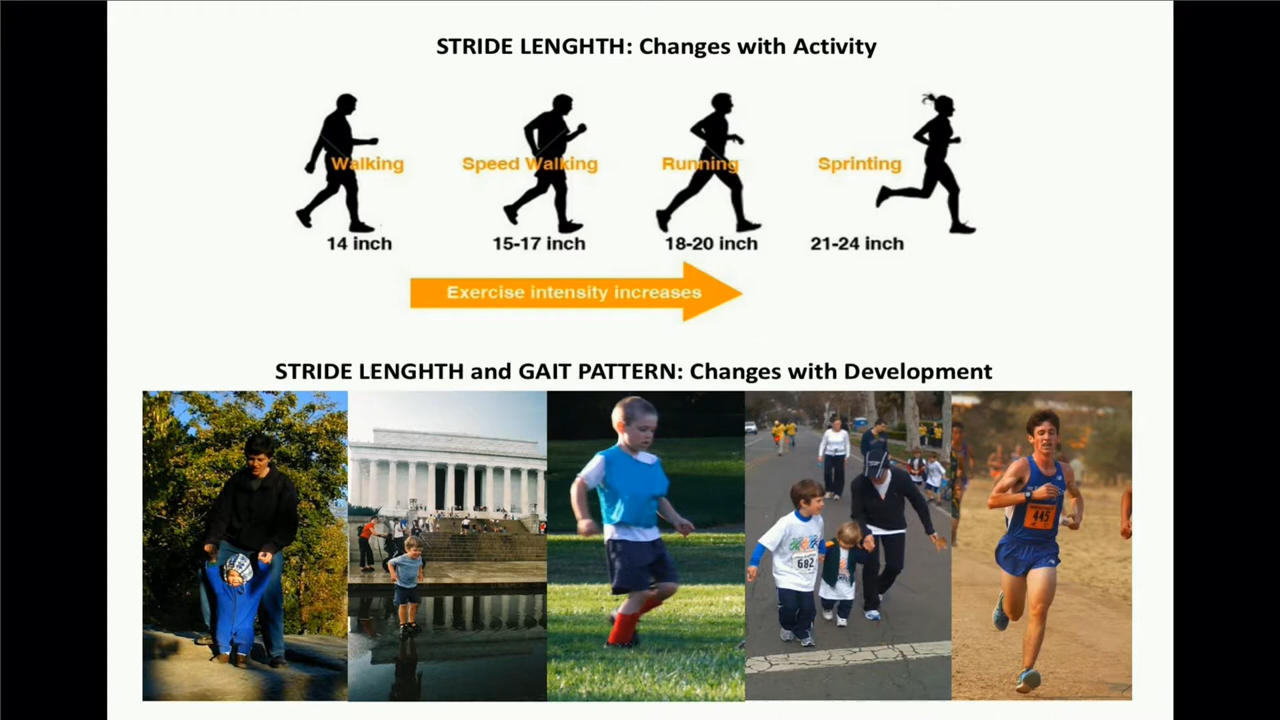 STRIDE LENGHTH: Changes with Activity
Walking
Speed Walking
Running
Sprinting
14 inch
15-17 inch
18-20 inch
21-24 inch
Exercise intensity increases
STRIDE LENGHTH and GAIT PATTERN: Changes with Development
682
445